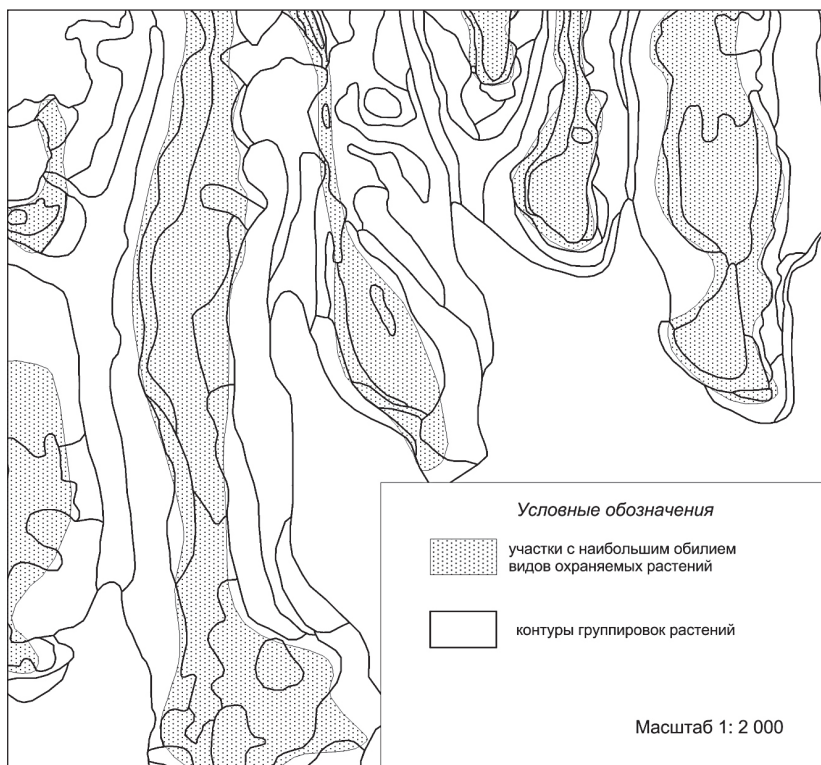 Условные обозначения
участки с наибольшим обилием
видов охраняемых растений
контуры группировок растений
Масштаб 1: 2 000